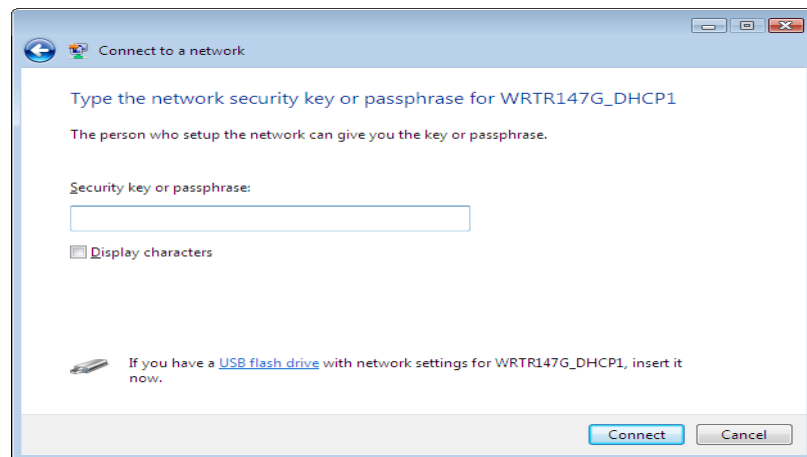 Connect to a network
Type the network security key or passphrase for WRTR147G_DHCP1
The person who setup the network can give you the key or passphrase.
Security key or passphrase:
Display characters
If you have a USB flash drive with network settings for WRTR147G_DHCP1, insert it
now.
Connect Cancel